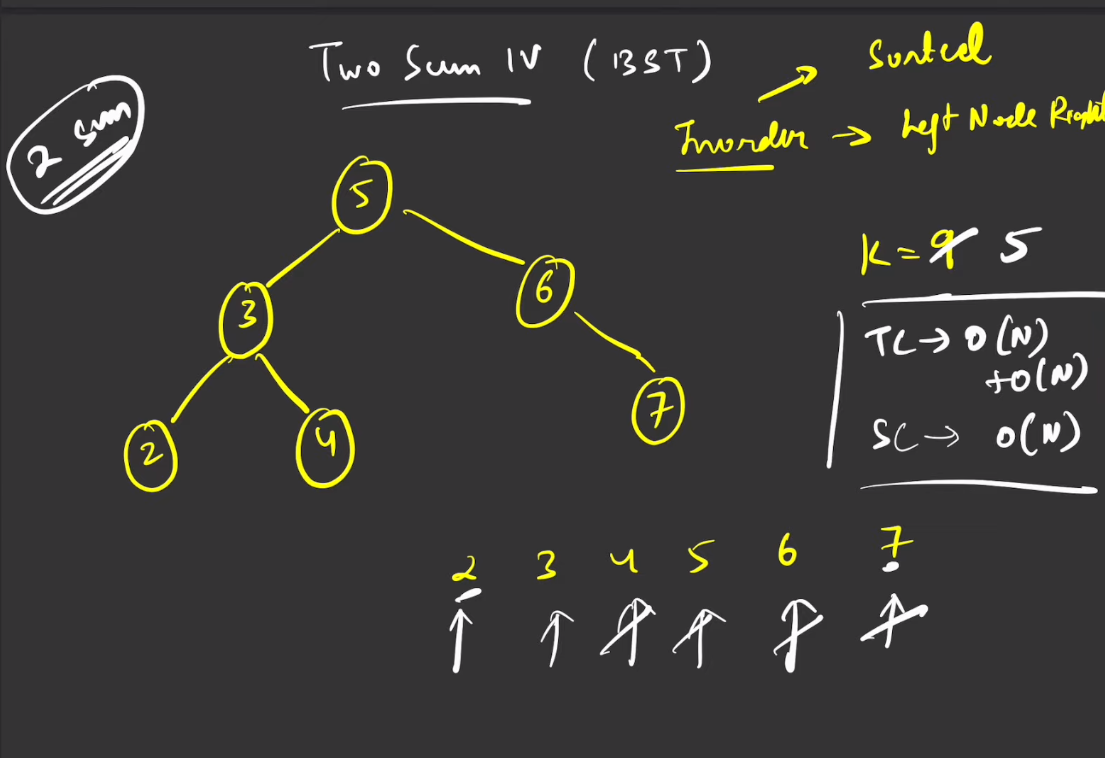 Two Sum IV (BST)
Sorted
2 sum
Inorder → Left Node Right
5
K = 9 5
6
3
TC → O(N)
+O(N)
7
SC → O(N)
2
4
2 3 4 5 6 7